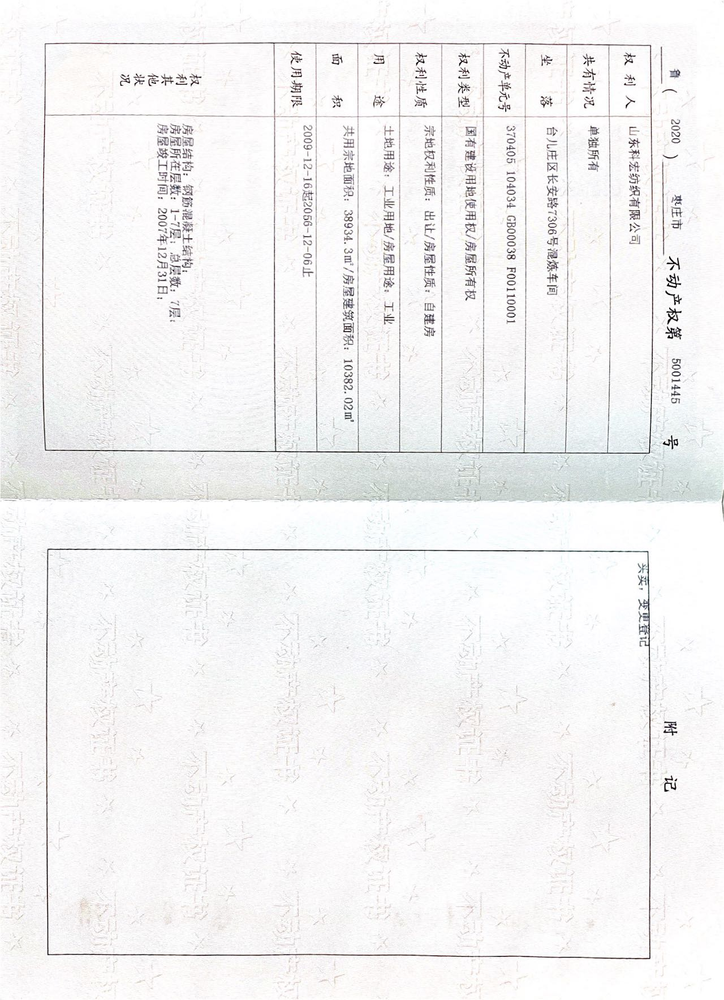 鲁（2020）枣庄市不动产权第5001445号
权利人 山东科宏纺织有限公司
共有情况 单独所有
坐落 台儿庄区长安路7306号混炼车间
不动产单元号 370405 104034 GB00038 F00110001
权利类型 国有建设用地使用权/房屋所有权
权利性质 宗地权利性质：出让/房屋性质：自建房
用途 土地用途：工业用地/房屋用途：工业
面积 共用宗地面积：38934.3㎡/房屋建筑面积：10382.02㎡
使用期限 2009-12-16起2056-12-06止
权利其他状况
房屋结构：钢筋混凝土结构；
房屋所在层数：1-7层；总层数：7层；
房屋竣工时间：2007年12月31日；
附记
买卖，变更登记